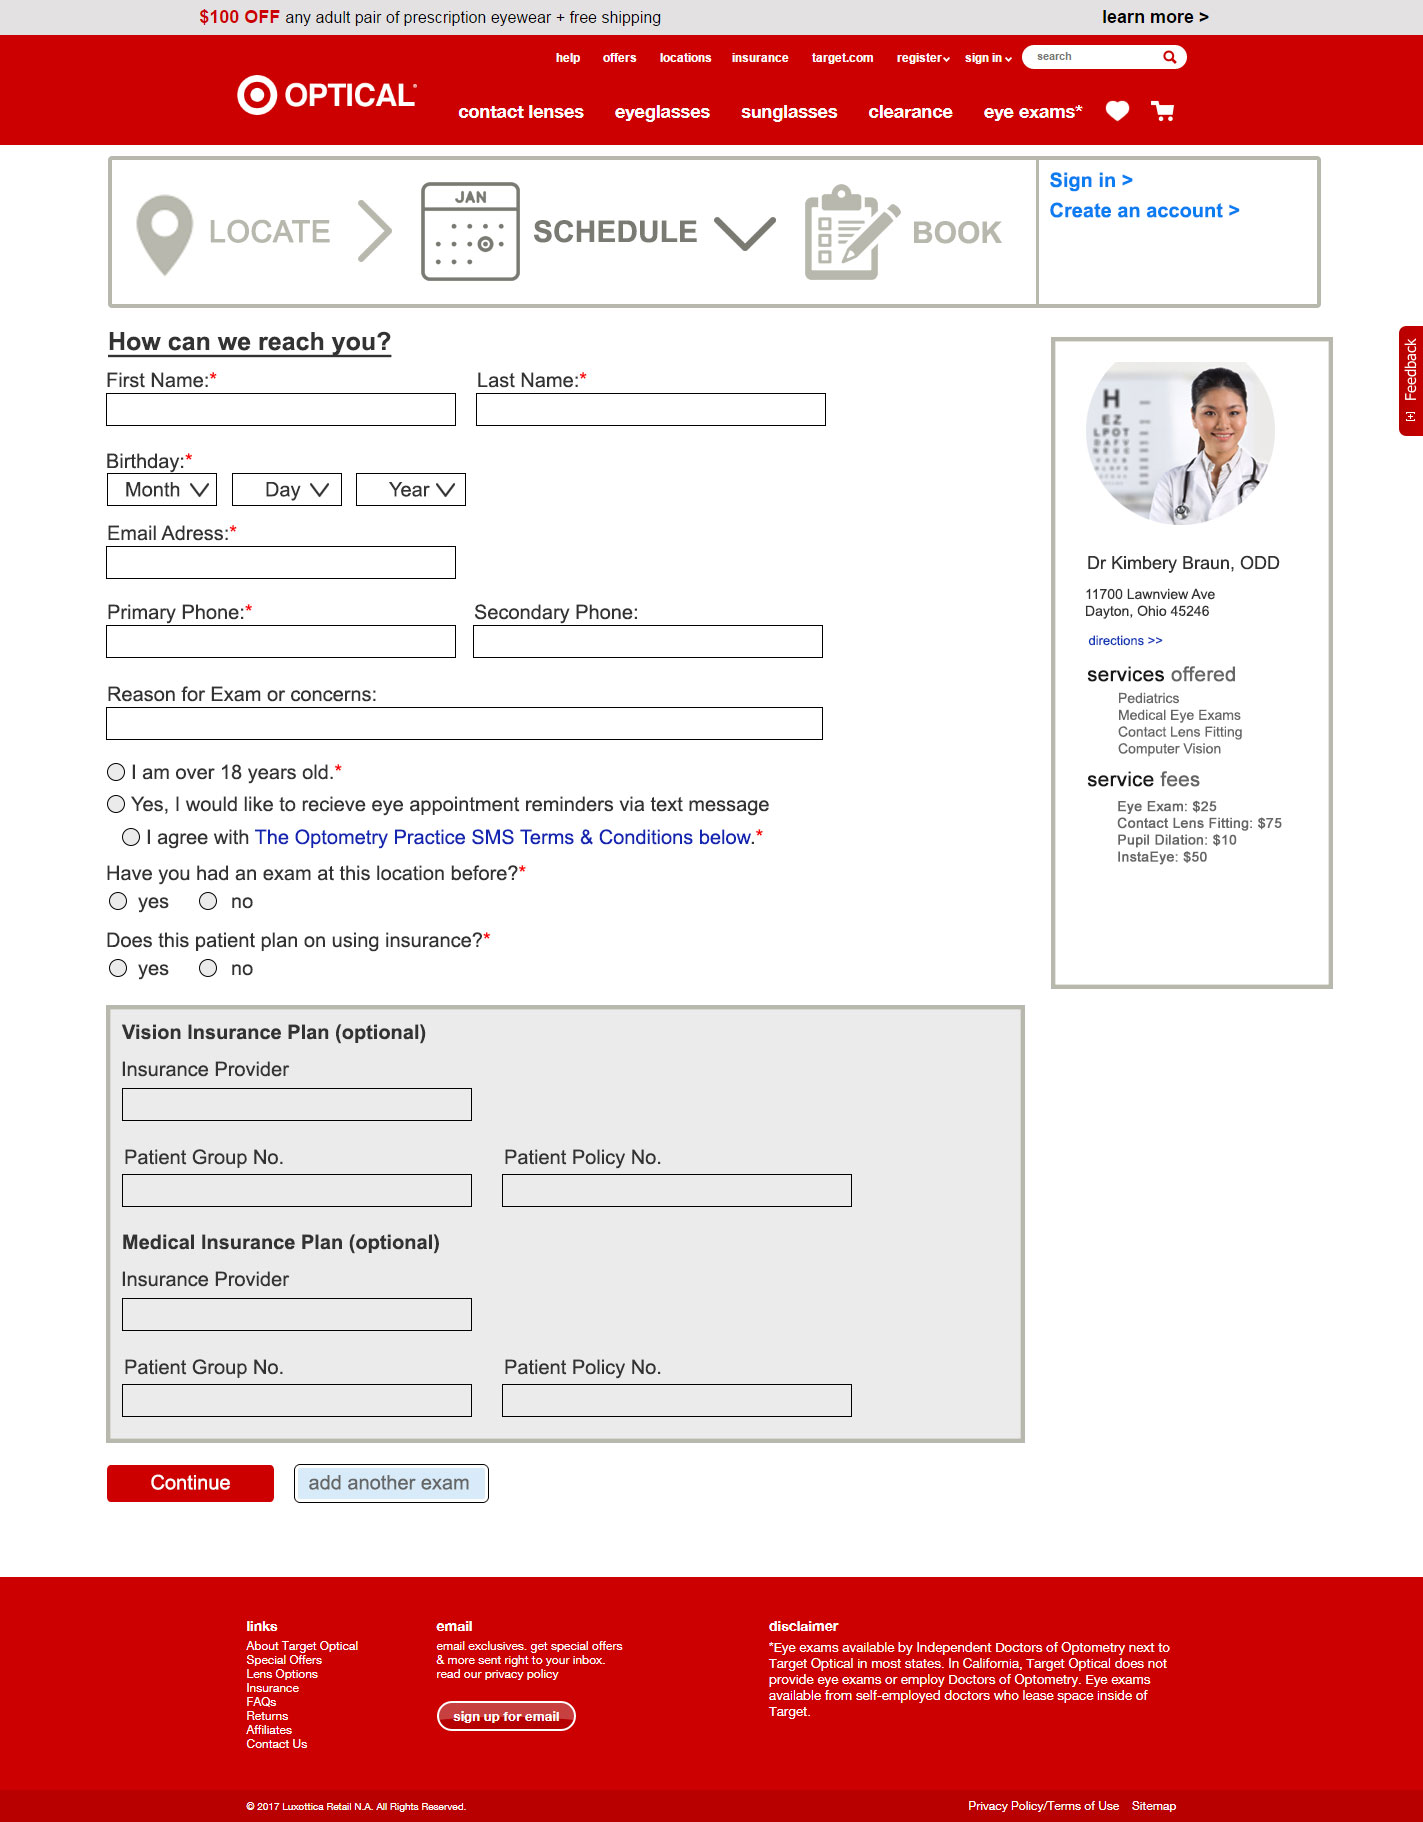 $100 OFF any adult pair of prescription eyewear + free shipping
learn more >
help offers locations insurance target.com register sign in search
OPTICAL
contact lenses eyeglasses sunglasses clearance eye exams*
LOCATE
JAN
SCHEDULE
BOOK
Sign in >
Create an account >
Feedback
How can we reach you?
First Name:* Last Name:*
Birthday:*
Month Day Year
Email Adress:*
Primary Phone:* Secondary Phone:
Reason for Exam or concerns:
I am over 18 years old.*
Yes, I would like to recieve eye appointment reminders via text message
I agree with The Optometry Practice SMS Terms & Conditions below.*
Have you had an exam at this location before?*
yes no
Does this patient plan on using insurance?*
yes no
H
EZ
LPOT
Dr Kimbery Braun, ODD
11700 Lawnview Ave
Dayton, Ohio 45246
directions >>
services offered
Pediatrics
Medical Eye Exams
Contact Lens Fitting
Computer Vision
service fees
Eye Exam: $25
Contact Lens Fitting: $75
Pupil Dilation: $10
InstaEye: $50
Vision Insurance Plan (optional)
Insurance Provider
Patient Group No. Patient Policy No.
Medical Insurance Plan (optional)
Insurance Provider
Patient Group No. Patient Policy No.
Continue add another exam
links
About Target Optical
Special Offers
Lens Options
Insurance
FAQs
Returns
Affiliates
Contact Us
email
email exclusives. get special offers
& more sent right to your inbox.
read our privacy policy
sign up for email
disclaimer
*Eye exams available by Independent Doctors of Optometry next to
Target Optical in most states. In California, Target Optical does not
provide eye exams or employ Doctors of Optometry. Eye exams
available from self-employed doctors who lease space inside of
Target.
© 2017 Luxottica Retail N.A. All Rights Reserved.
Privacy Policy/Terms of Use Sitemap